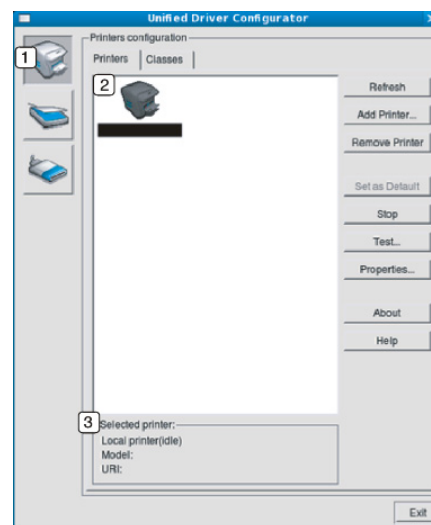 Unified Driver Configurator
1
Printers configuration
Printers
Classes
2
Refresh
Add Printer...
Remove Printer
Set as Default
Stop
Test...
Properties...
About
Help
3
Selected printer:
Local printer(idle)
Model:
URI:
Exit